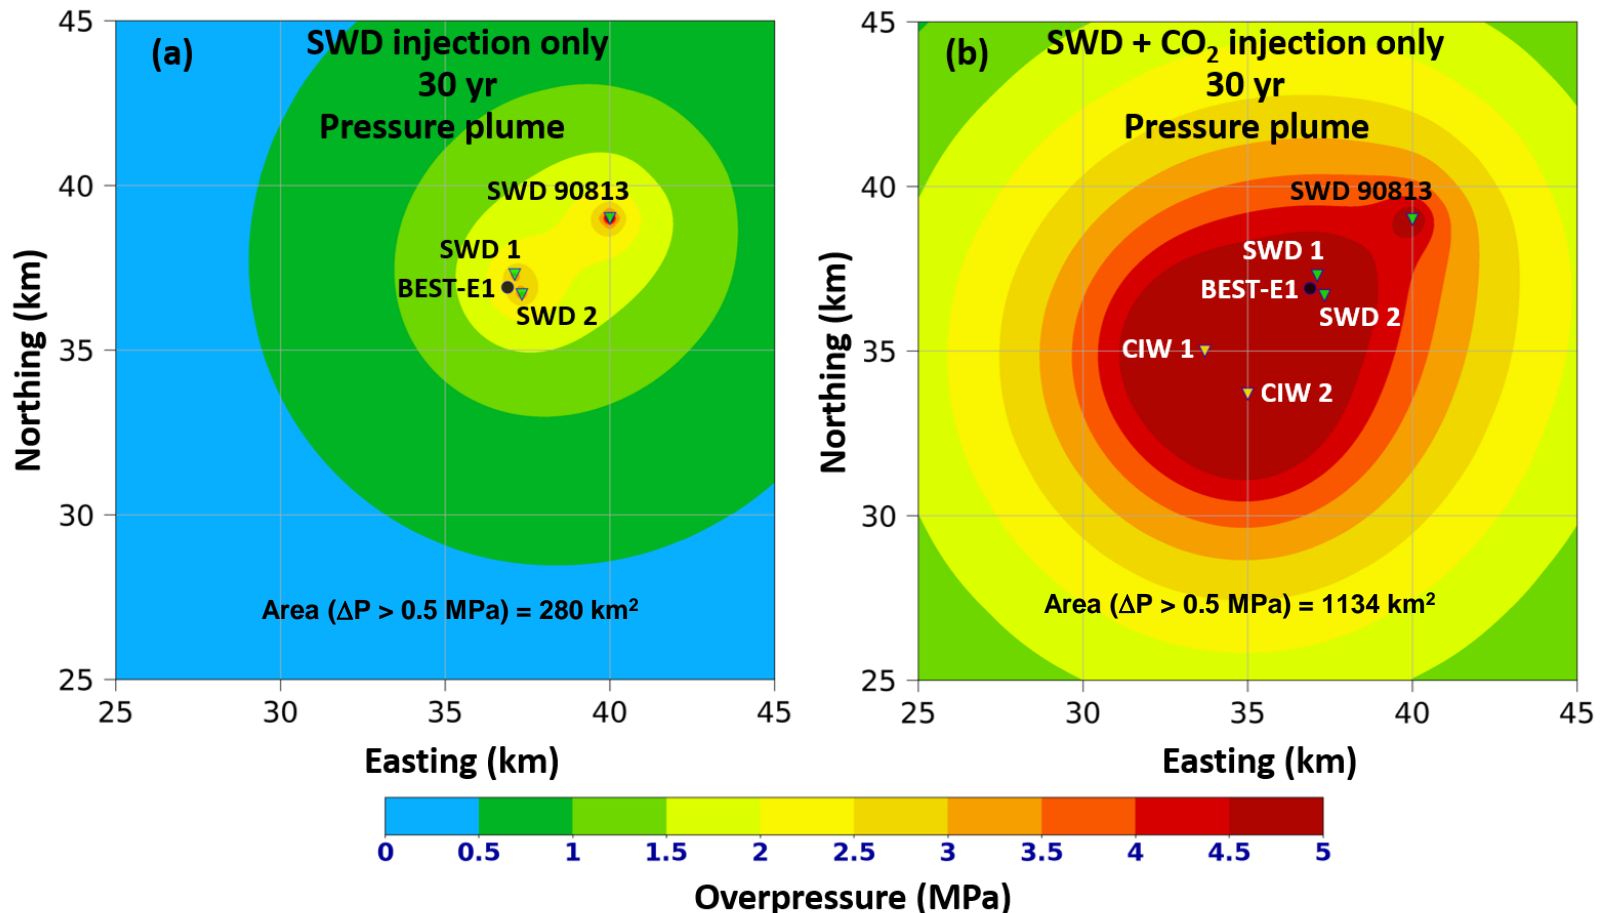 (a)
SWD injection only
30 yr
Pressure plume
45
40
35
30
25
Northing (km)
SWD 90813
SWD 1
BEST-E1
SWD 2
Area (ΔP > 0.5 MPa) = 280 km²
25 30 35 40 45
Easting (km)
(b)
SWD + CO₂ injection only
30 yr
Pressure plume
45
40
35
30
25
Northing (km)
SWD 90813
SWD 1
BEST-E1
SWD 2
CIW 1
CIW 2
Area (ΔP > 0.5 MPa) = 1134 km²
25 30 35 40 45
Easting (km)
0 0.5 1 1.5 2 2.5 3 3.5 4 4.5 5
Overpressure (MPa)